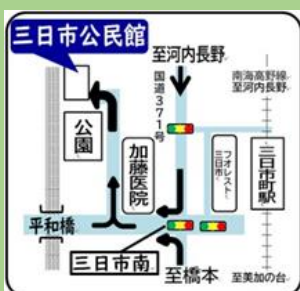 三日市公民館
至河内長野
国道371号
南海高野線
至河内長野
公園
加藤医院
フォレスト三日市
三日市町駅
平和橋
三日市南
至橋本
至美加の台